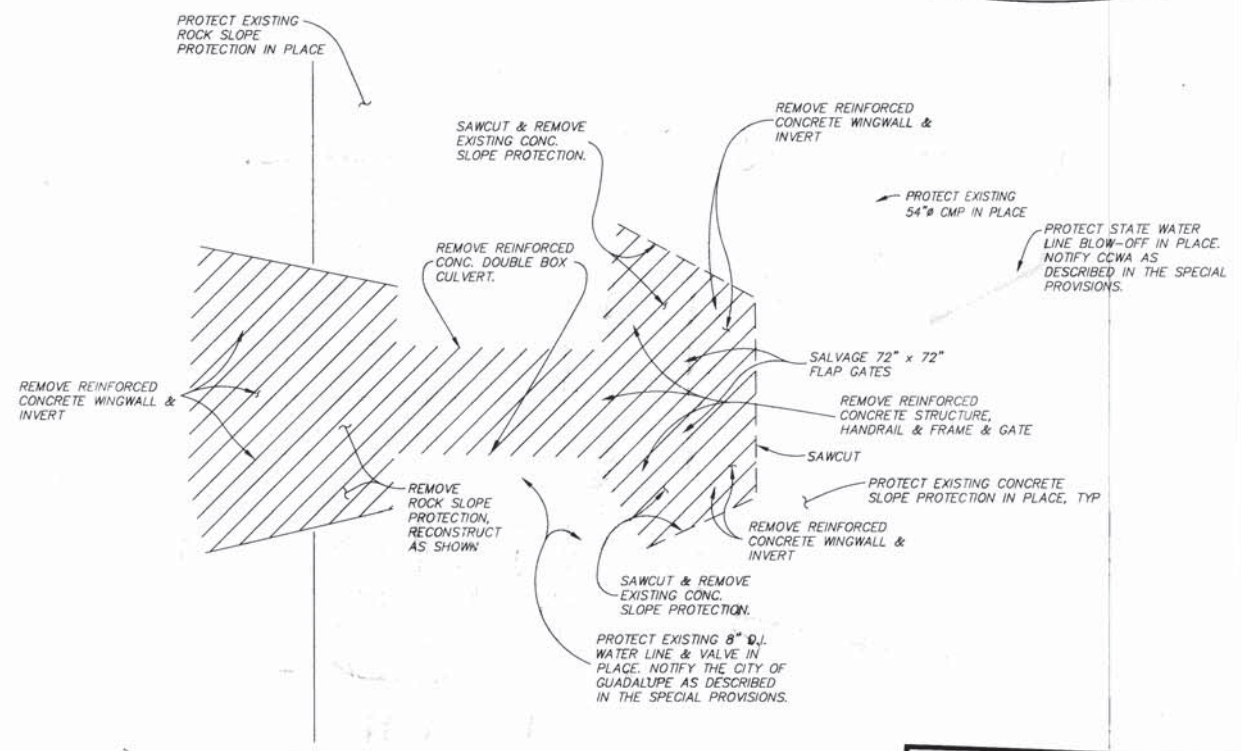 PROTECT EXISTING
ROCK SLOPE
PROTECTION IN PLACE
SAWCUT & REMOVE
EXISTING CONC.
SLOPE PROTECTION.
REMOVE REINFORCED
CONCRETE WINGWALL &
INVERT
PROTECT EXISTING
54"ø CMP IN PLACE
PROTECT STATE WATER
LINE BLOW-OFF IN PLACE.
NOTIFY CCWA AS
DESCRIBED IN THE SPECIAL
PROVISIONS.
REMOVE REINFORCED
CONC. DOUBLE BOX
CULVERT.
SALVAGE 72" x 72"
FLAP GATES
REMOVE REINFORCED
CONCRETE WINGWALL &
INVERT
REMOVE REINFORCED
CONCRETE STRUCTURE,
HANDRAIL & FRAME & GATE
SAWCUT
PROTECT EXISTING CONCRETE
SLOPE PROTECTION IN PLACE, TYP
REMOVE
ROCK SLOPE
PROTECTION,
RECONSTRUCT
AS SHOWN
REMOVE REINFORCED
CONCRETE WINGWALL &
INVERT
SAWCUT & REMOVE
EXISTING CONC.
SLOPE PROTECTION.
PROTECT EXISTING 8" D.I.
WATER LINE & VALVE IN
PLACE. NOTIFY THE CITY OF
GUADALUPE AS DESCRIBED
IN THE SPECIAL PROVISIONS.